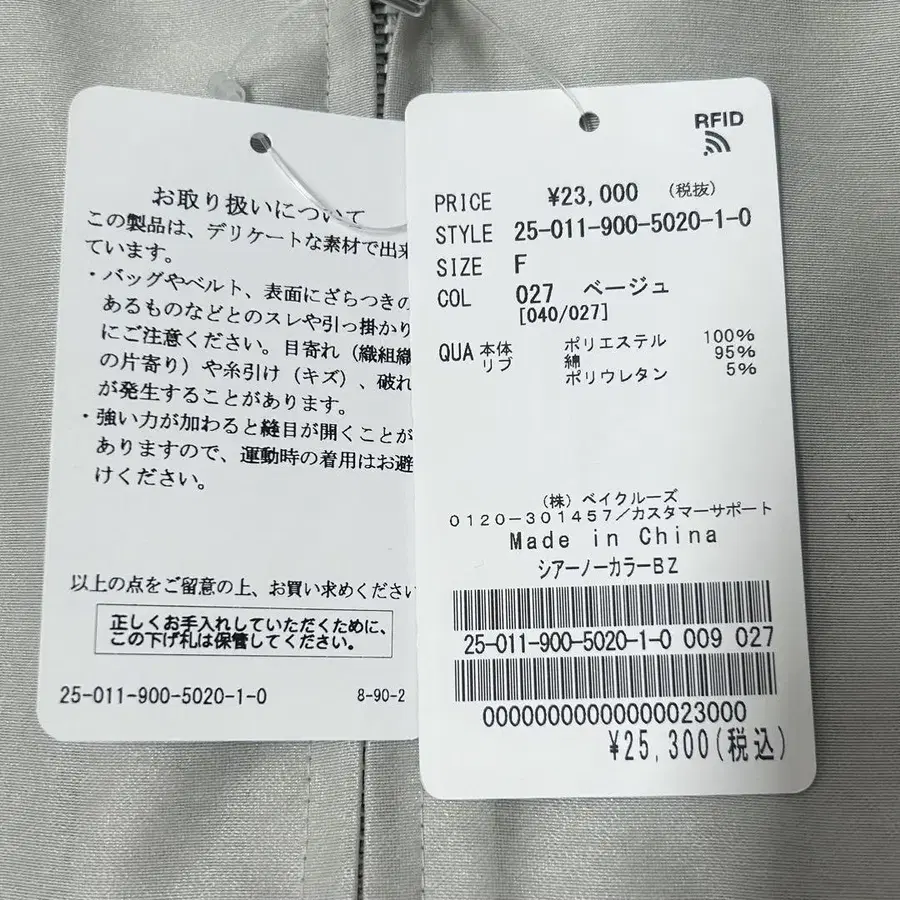 お取り扱いについて
この製品は、デリケートな素材で出来
ています。
・バッグやベルト、表面にざらつきの
あるものなどとのスレや引っ掛かり
にご注意ください。目寄れ（織組織
の片寄り）や糸引け（キズ）、破れ
が発生することがあります。
・強い力が加わると縫目が開くことが
ありますので、運動時の着用はお避
けください。
以上の点をご留意の上、お買い求めください
正しくお手入れしていただくために、
この下げ札は保管してください。
25-011-900-5020-1-0 8-90-2
RFID
PRICE ¥23,000 （税抜）
STYLE 25-011-900-5020-1-0
SIZE F
COL 027 ベージュ
[040/027]
QUA 本体 ポリエステル 100%
リブ 綿 95%
ポリウレタン 5%
（株）ベイクルーズ
0120-301457/カスタマーサポート
Made in China
シアーノーカラーBZ
25-011-900-5020-1-0 009 027
00000000000000023000
¥25,300(税込)